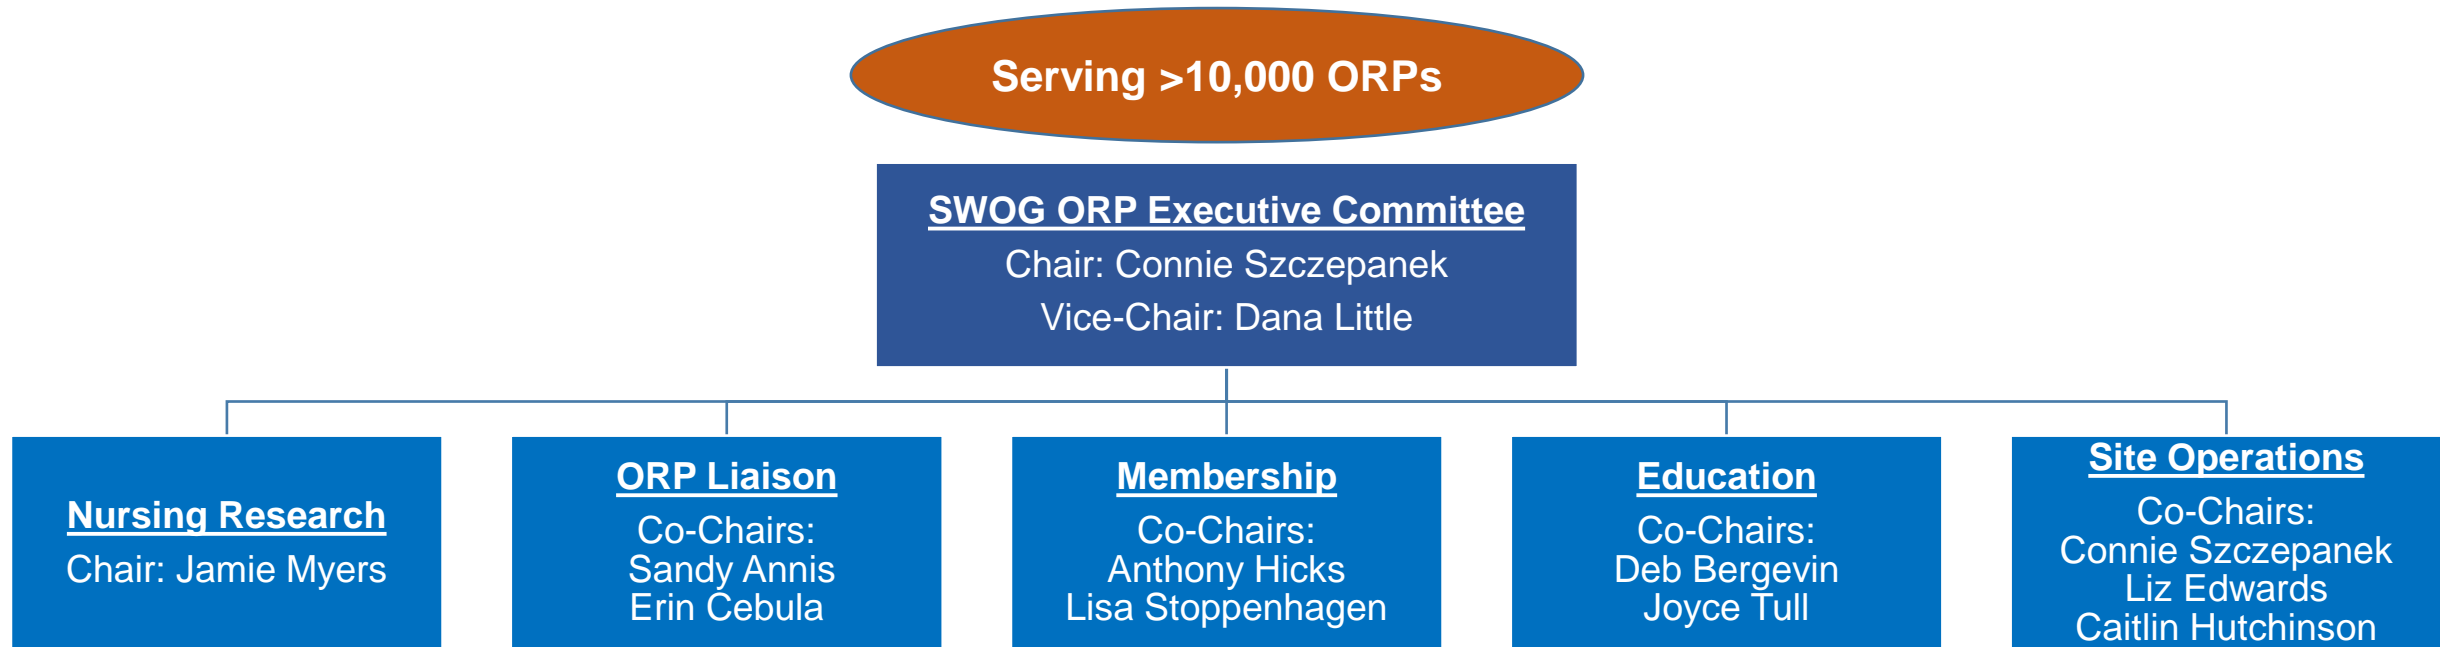 Serving >10,000 ORPs
SWOG ORP Executive Committee
Chair: Connie Szczepanek
Vice-Chair: Dana Little
Nursing Research
Chair: Jamie Myers
ORP Liaison
Co-Chairs:
Sandy Annis
Erin Cebula
Membership
Co-Chairs:
Anthony Hicks
Lisa Stoppenhagen
Education
Co-Chairs:
Deb Bergevin
Joyce Tull
Site Operations
Co-Chairs:
Connie Szczepanek
Liz Edwards
Caitlin Hutchinson